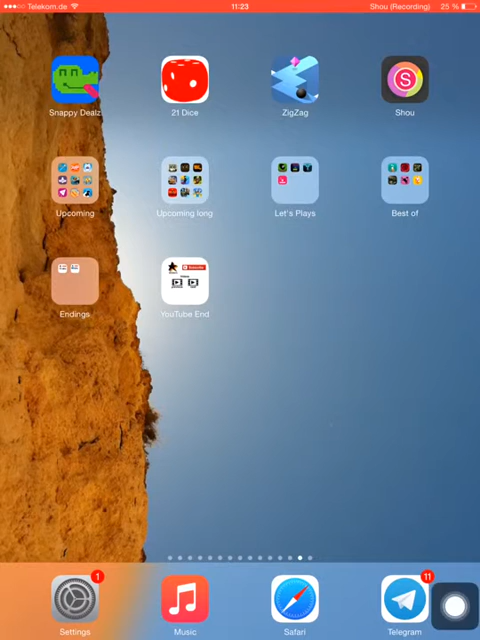 Telekom.de
11:23
Shou (Recording)
25 %
Snappy Dealz
21 Dice
ZigZag
Shou
Upcoming
Upcoming long
Let's Plays
Best of
Endings
YouTube End
1
11
Settings
Music
Safari
Telegram